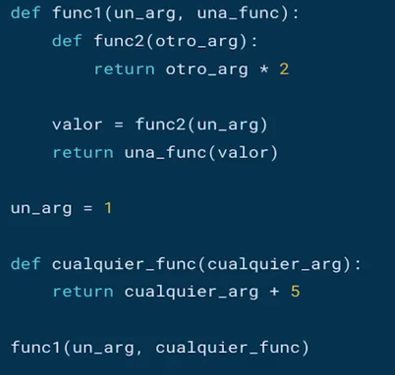 def func1(un_arg, una_func):
    def func2(otro_arg):
        return otro_arg * 2

    valor = func2(un_arg)
    return una_func(valor)

un_arg = 1

def cualquier_func(cualquier_arg):
    return cualquier_arg + 5

func1(un_arg, cualquier_func)